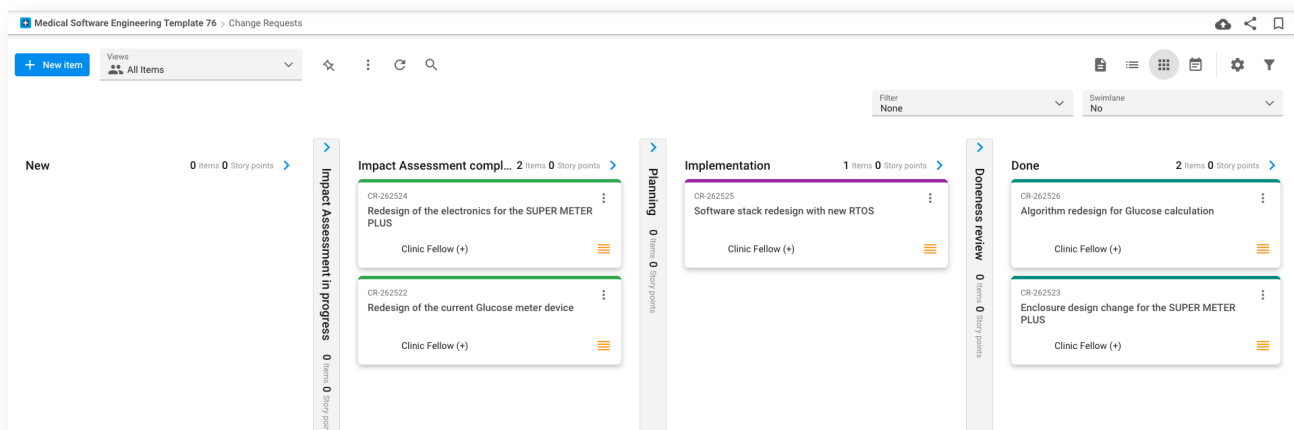 Medical Software Engineering Template 76 > Change Requests
+ New item
Views
All Items
Filter
None
Swimlane
No
New
0 Items 0 Story points
Impact Assessment in progress 0 Items 0 Story poin
Impact Assessment compl... 2 Items 0 Story points
CR-262524
Redesign of the electronics for the SUPER METER
PLUS
Clinic Fellow (+)
CR-262522
Redesign of the current Glucose meter device
Clinic Fellow (+)
Planning 0 Items 0 Story points
Implementation 1 Items 0 Story points
CR-262525
Software stack redesign with new RTOS
Clinic Fellow (+)
Doneness review 0 Items 0 Story points
Done 2 Items 0 Story points
CR-262526
Algorithm redesign for Glucose calculation
Clinic Fellow (+)
CR-262523
Enclosure design change for the SUPER METER
PLUS
Clinic Fellow (+)